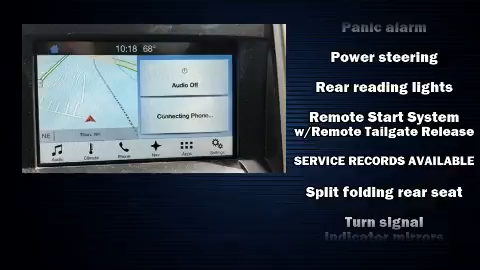 10:18 68°
Audio Off
Connecting Phone...
NE
Audio
Climate
Phone
Nav
Apps
Settings
Panic alarm
Power steering
Rear reading lights
Remote Start System
w/Remote Tailgate Release
SERVICE RECORDS AVAILABLE
Split folding rear seat
Turn signal
indicator mirrors